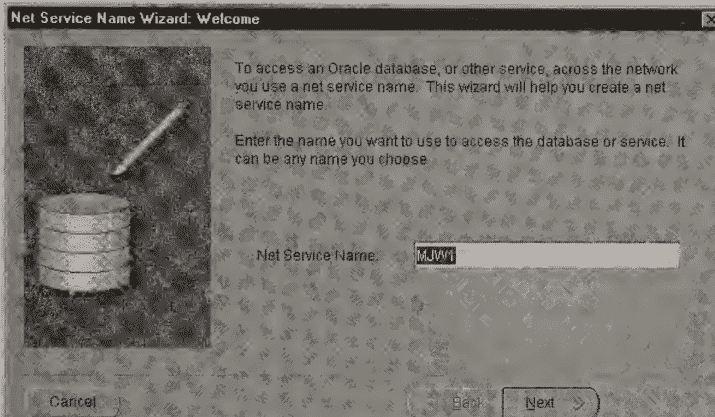 Net Service Name Wizard: Welcome
To access an Oracle database, or other service, across the network
you use a net service name. This wizard will help you create a net
service name.
Enter the name you want to use to access the database or service. It
can be any name you choose
Net Service Name: MJW1
Cancel
Back
Next